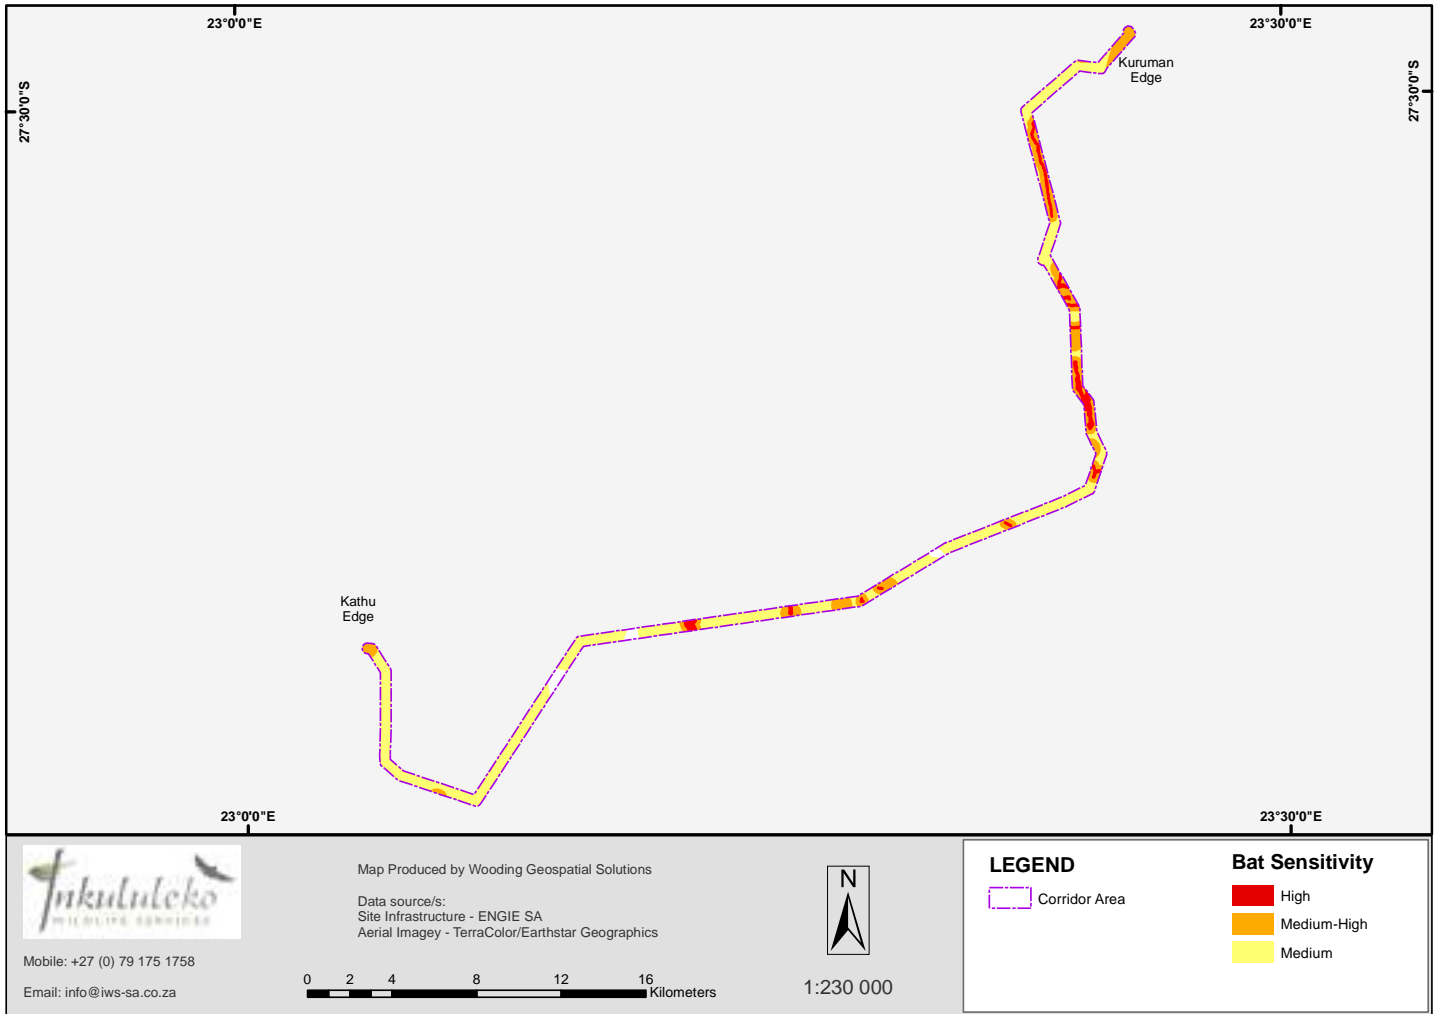 23°0'0"E
23°30'0"E
27°30'0"S
27°30'0"S
Kuruman
Edge
Kathu
Edge
23°0'0"E
23°30'0"E
Inkululeko
WILDLIFE SERVICES
Mobile: +27 (0) 79 175 1758
Email: info@iws-sa.co.za
Map Produced by Wooding Geospatial Solutions
Data source/s:
Site Infrastructure - ENGIE SA
Aerial Imagey - TerraColor/Earthstar Geographics
0 2 4 8 12 16
Kilometers
N
1:230 000
LEGEND
Corridor Area
Bat Sensitivity
High
Medium-High
Medium